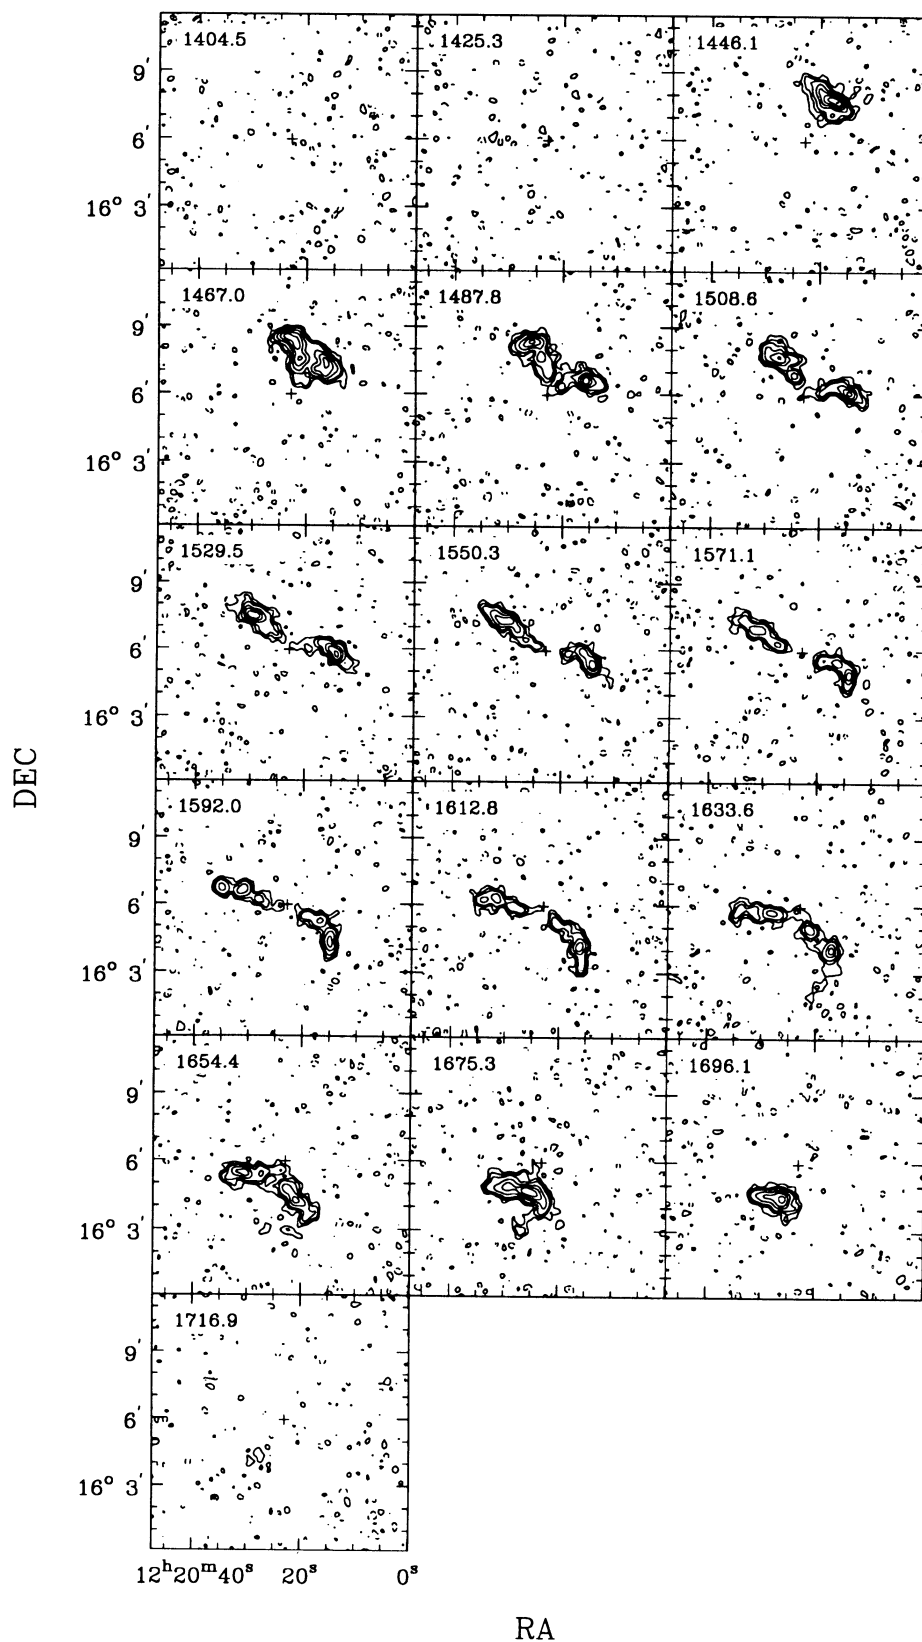 1404.5 1425.3 1446.1
9′
6′
16° 3′
1467.0 1487.8 1508.6
9′
6′
16° 3′
1529.5 1550.3 1571.1
9′
6′
16° 3′
DEC
1592.0 1612.8 1633.6
9′
6′
16° 3′
1654.4 1675.3 1696.1
9′
6′
16° 3′
1716.9
9′
6′
16° 3′
12ʰ20ᵐ40ˢ 20ˢ 0ˢ
RA